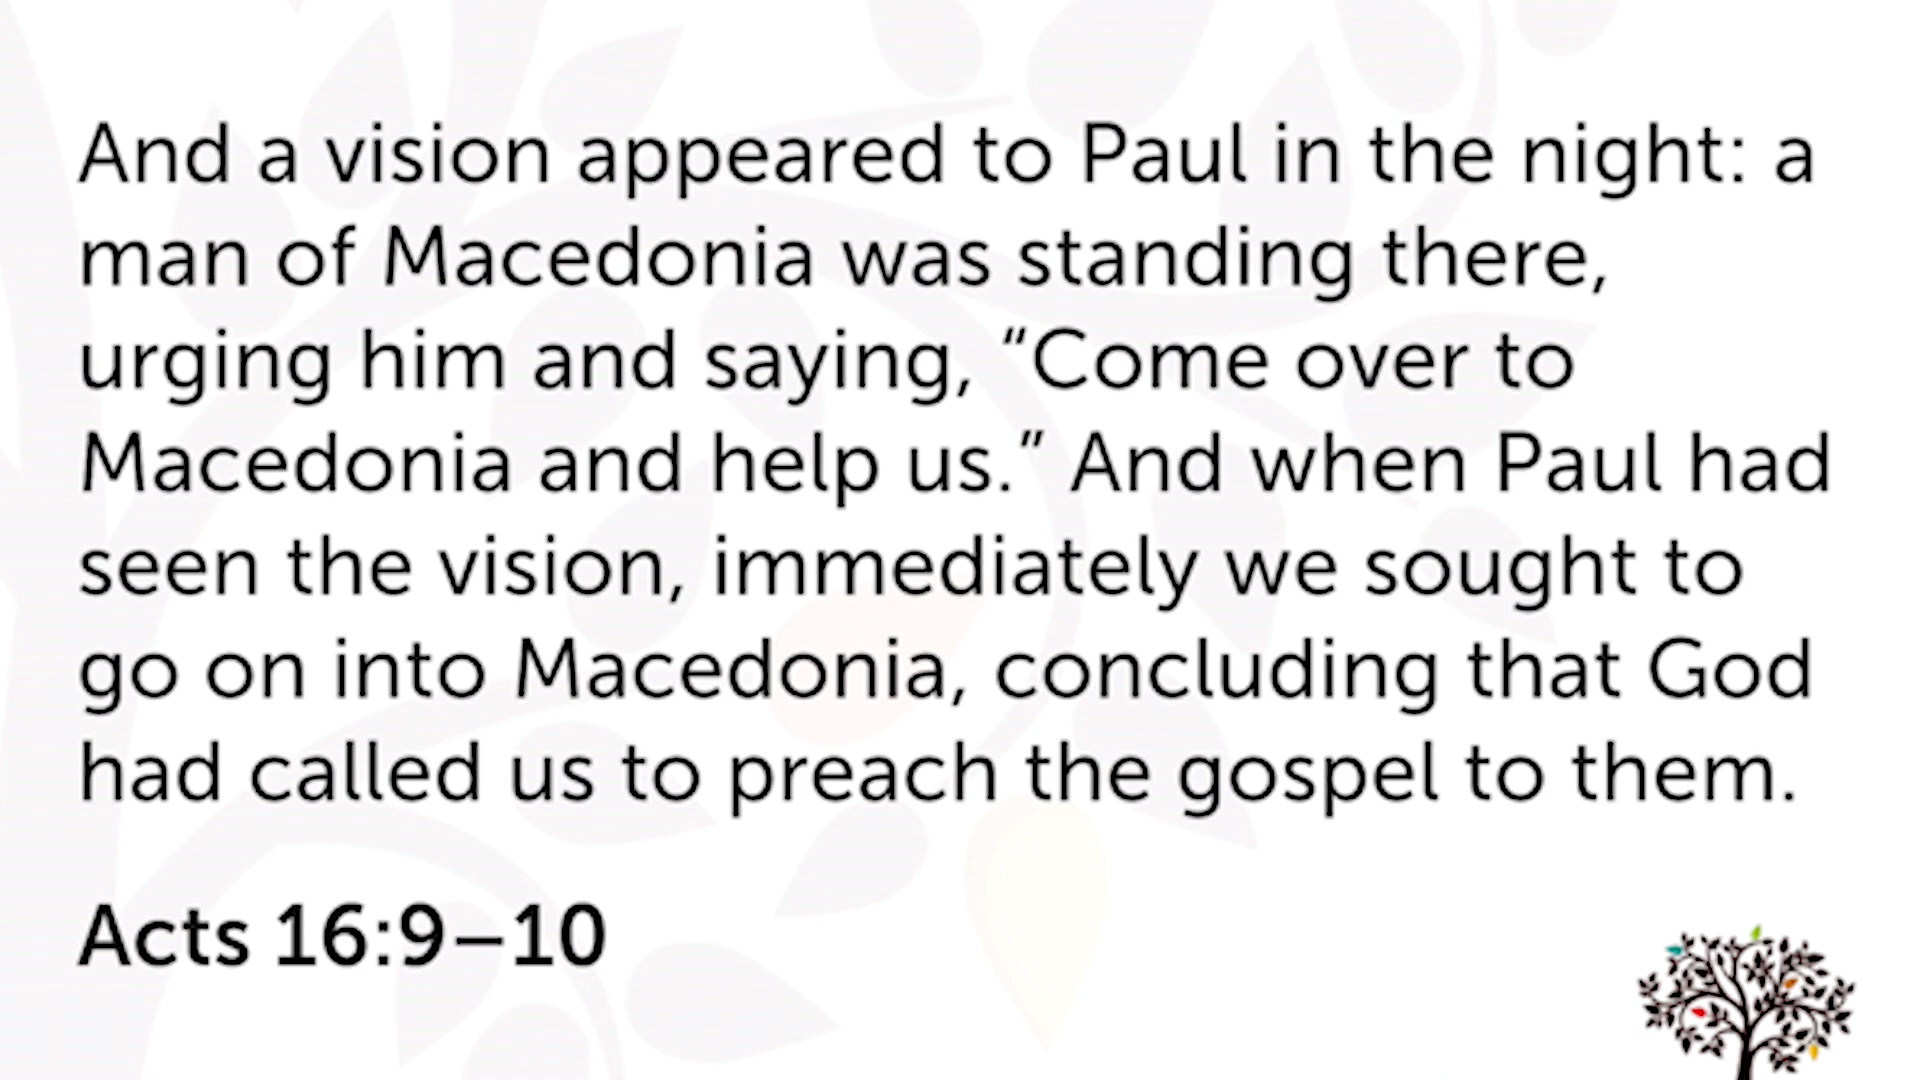 And a vision appeared to Paul in the night: a
man of Macedonia was standing there,
urging him and saying, “Come over to
Macedonia and help us.” And when Paul had
seen the vision, immediately we sought to
go on into Macedonia, concluding that God
had called us to preach the gospel to them.
Acts 16:9–10